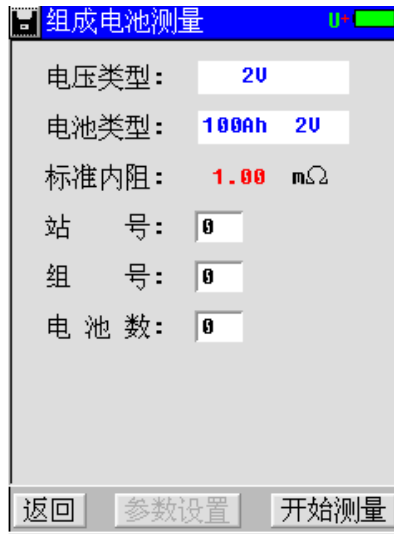 组成电池测量 U+
电压类型: 2V
电池类型: 100Ah 2V
标准内阻: 1.00 mΩ
站 号: 0
组 号: 0
电 池 数: 0
返回 参数设置 开始测量